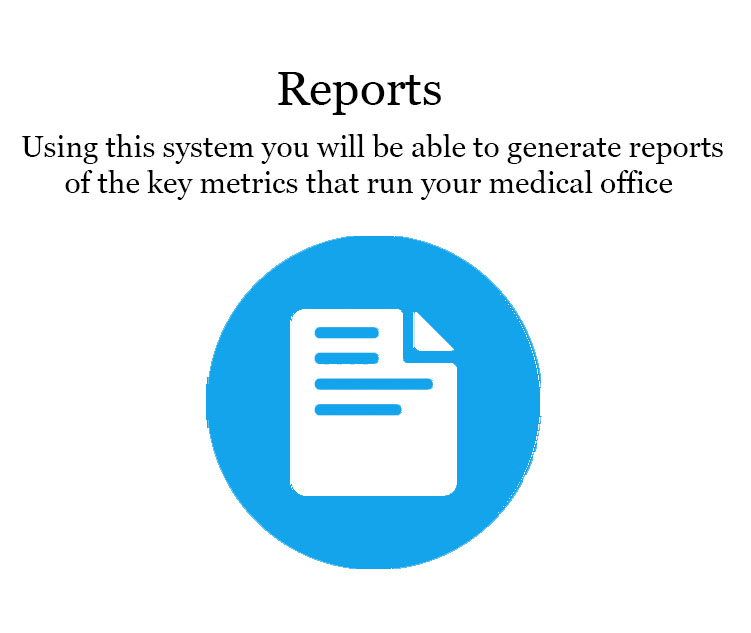 Reports
Using this system you will be able to generate reports
of the key metrics that run your medical office